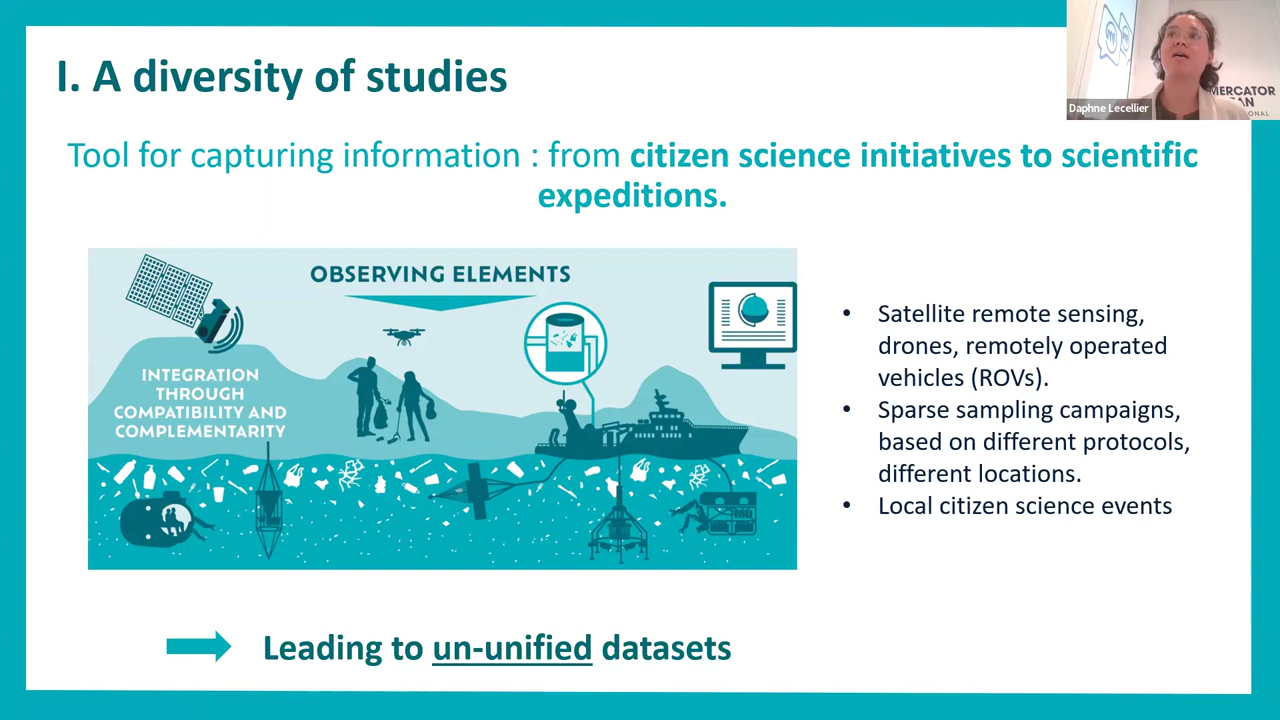 I. A diversity of studies
Daphne Lecellier
MERCATOR
Tool for capturing information : from citizen science initiatives to scientific
expeditions.
OBSERVING ELEMENTS
INTEGRATION
THROUGH
COMPATIBILITY AND
COMPLEMENTARITY
• Satellite remote sensing,
drones, remotely operated
vehicles (ROVs).
• Sparse sampling campaigns,
based on different protocols,
different locations.
• Local citizen science events
Leading to un-unified datasets